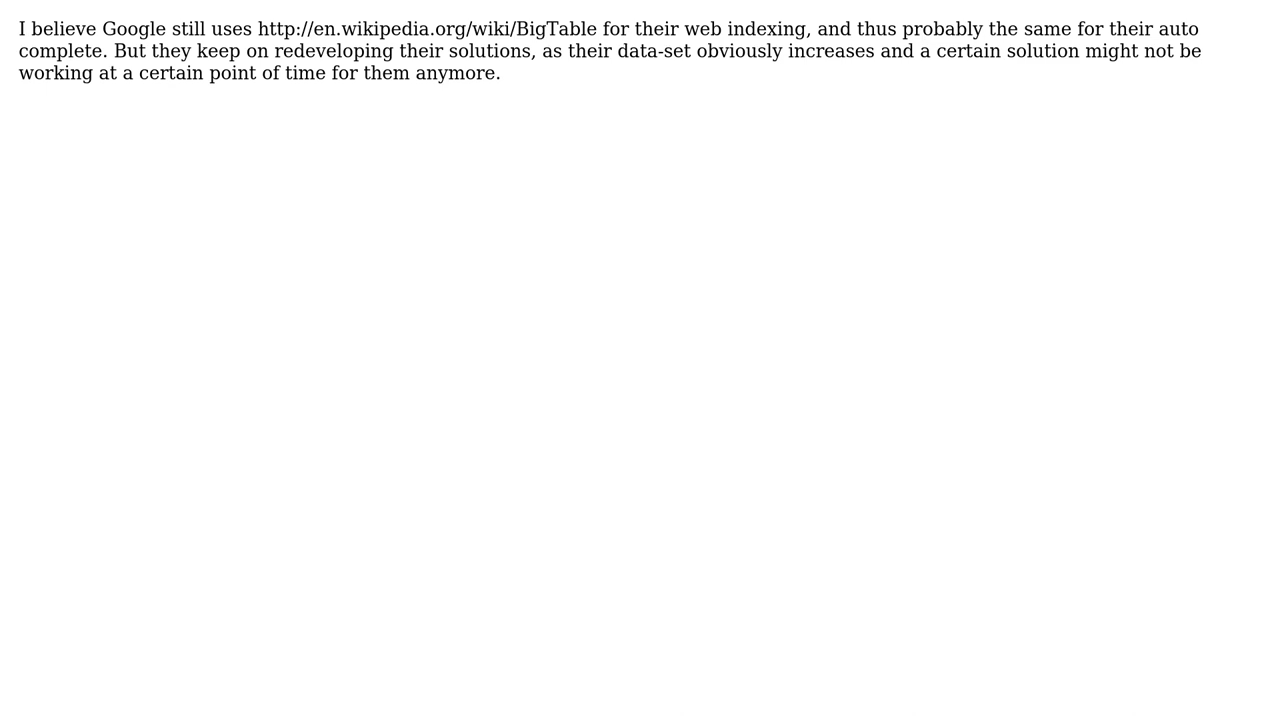 I believe Google still uses http://en.wikipedia.org/wiki/BigTable for their web indexing, and thus probably the same for their auto
complete. But they keep on redeveloping their solutions, as their data-set obviously increases and a certain solution might not be
working at a certain point of time for them anymore.